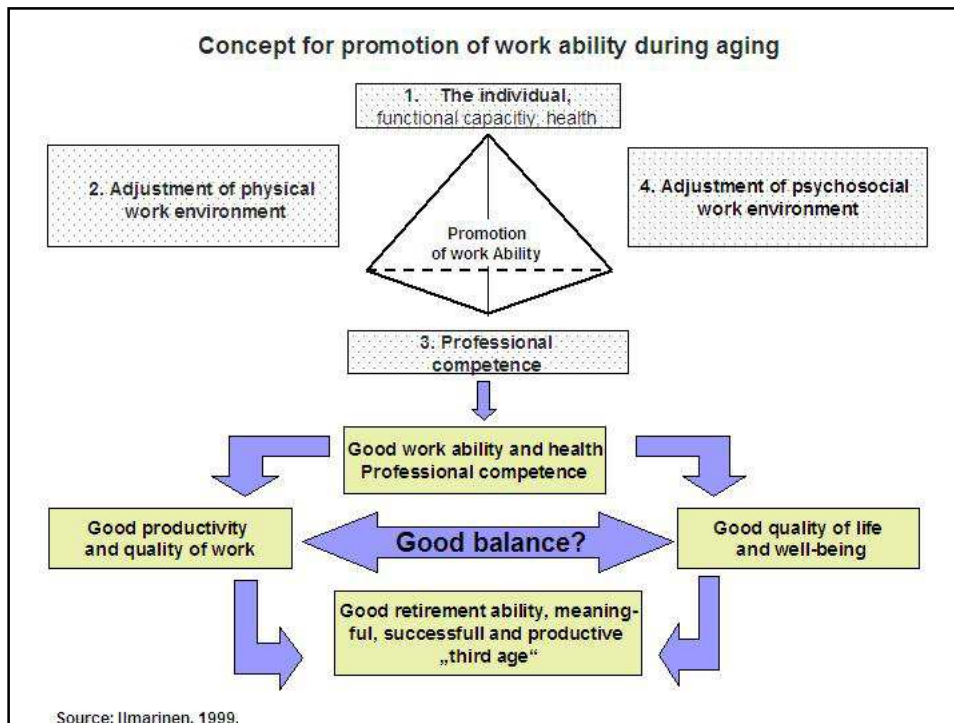 Concept for promotion of work ability during aging
1. The individual,
functional capacitiy, health
2. Adjustment of physical
work environment
4. Adjustment of psychosocial
work environment
Promotion
of work Ability
3. Professional
competence
Good work ability and health
Professional competence
Good productivity
and quality of work
Good balance?
Good quality of life
and well-being
Good retirement ability, meaning-
ful, successfull and productive
„third age“
Source: Ilmarinen, 1999.